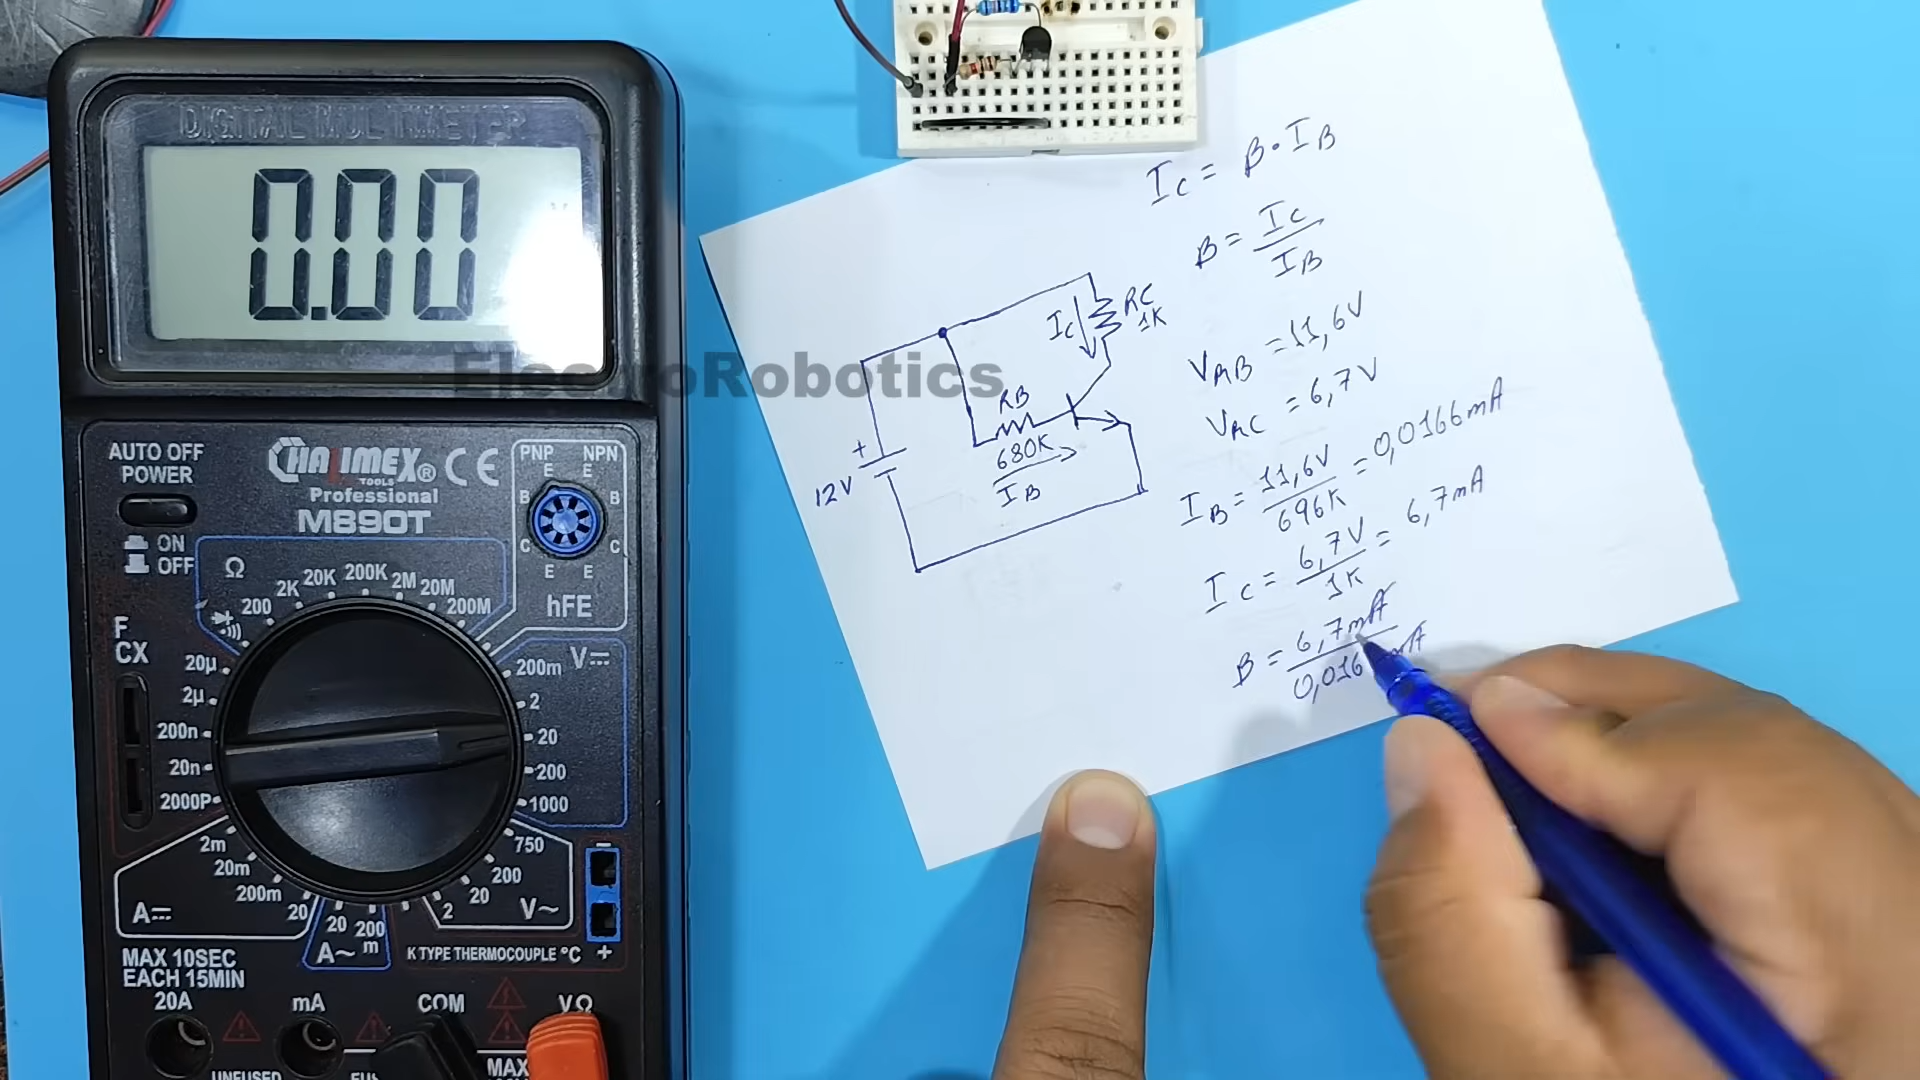 DIGITAL MULTIMETER
0.00
ElectroRobotics
AUTO OFF
POWER
ON
OFF
HALIMEX® CE
TOOLS
Professional
M890T
PNP NPN
E E
B B
C C
E E
hFE
Ω
200
2K
20K
200K
2M
20M
200M
F
CX
20µ
2µ
200n
20n
2000P
200m
V
2
20
200
1000
750
200
20
2
V~
2m
20m
200m
20
A
20
200
m
A~
K TYPE THERMOCOUPLE °C
-
+
MAX 10SEC
EACH 15MIN
20A
mA
COM
VΩ
UNFUSED
MAX
IC = B · IB
B = IC / IB
VRB = 11,6V
VRC = 6,7V
IB = 11,6V / 696K = 0,0166mA
IC = 6,7V / 1K = 6,7mA
B = 6,7mA / 0,016 mA
12V
+
RB
680K
IB
IC
RC
1K